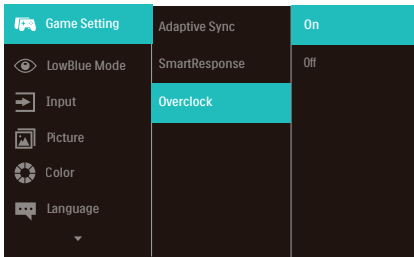 Game Setting
LowBlue Mode
Input
Picture
Color
Language
Adaptive Sync
SmartResponse
Overclock
On
Off